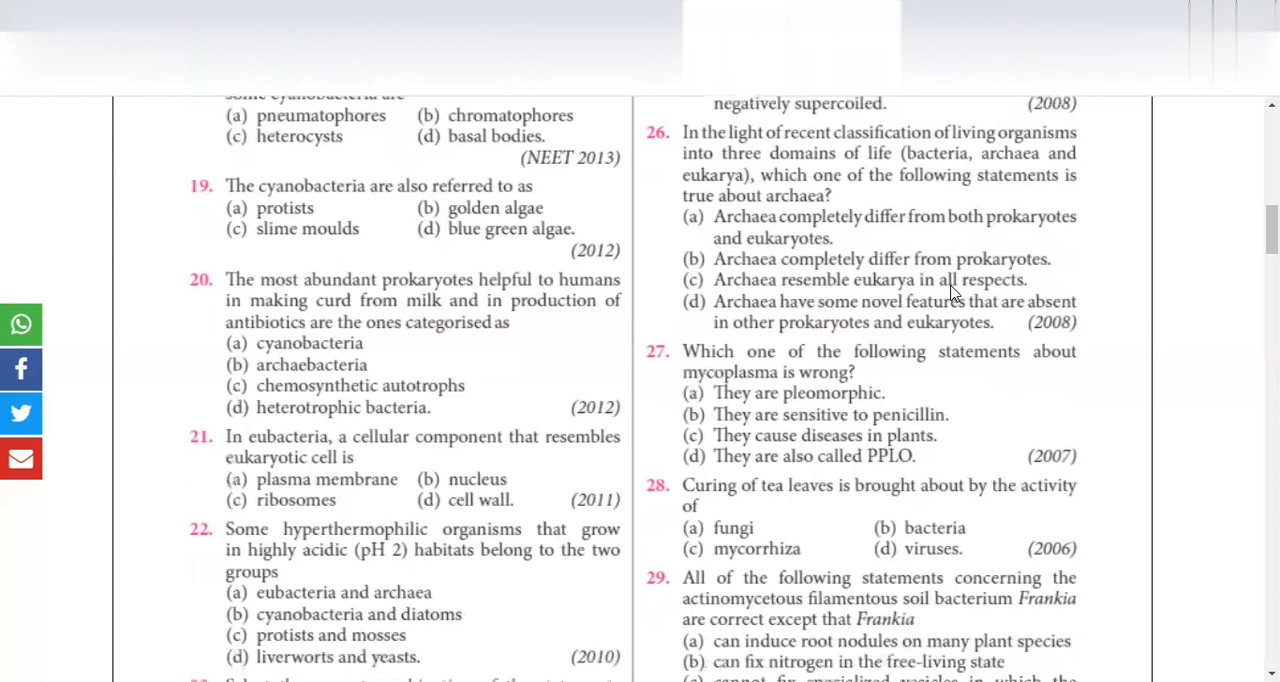 some cyanobacteria are
(a) pneumatophores (b) chromatophores
(c) heterocysts (d) basal bodies.
(NEET 2013)
19. The cyanobacteria are also referred to as
(a) protists (b) golden algae
(c) slime moulds (d) blue green algae.
(2012)
20. The most abundant prokaryotes helpful to humans
in making curd from milk and in production of
antibiotics are the ones categorised as
(a) cyanobacteria
(b) archaebacteria
(c) chemosynthetic autotrophs
(d) heterotrophic bacteria. (2012)
21. In eubacteria, a cellular component that resembles
eukaryotic cell is
(a) plasma membrane (b) nucleus
(c) ribosomes (d) cell wall. (2011)
22. Some hyperthermophilic organisms that grow
in highly acidic (pH 2) habitats belong to the two
groups
(a) eubacteria and archaea
(b) cyanobacteria and diatoms
(c) protists and mosses
(d) liverworts and yeasts. (2010)
negatively supercoiled. (2008)
26. In the light of recent classification of living organisms
into three domains of life (bacteria, archaea and
eukarya), which one of the following statements is
true about archaea?
(a) Archaea completely differ from both prokaryotes
and eukaryotes.
(b) Archaea completely differ from prokaryotes.
(c) Archaea resemble eukarya in all respects.
(d) Archaea have some novel features that are absent
in other prokaryotes and eukaryotes. (2008)
27. Which one of the following statements about
mycoplasma is wrong?
(a) They are pleomorphic.
(b) They are sensitive to penicillin.
(c) They cause diseases in plants.
(d) They are also called PPLO. (2007)
28. Curing of tea leaves is brought about by the activity
of
(a) fungi (b) bacteria
(c) mycorrhiza (d) viruses. (2006)
29. All of the following statements concerning the
actinomycetous filamentous soil bacterium Frankia
are correct except that Frankia
(a) can induce root nodules on many plant species
(b) can fix nitrogen in the free-living state
(c) cannot fix specialized vesicles in which the